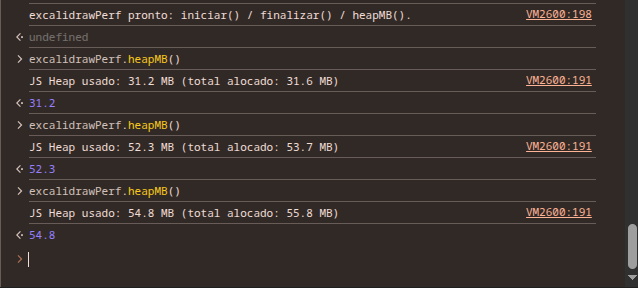 excalidrawPerf pronto: iniciar() / finalizar() / heapMB(). VM2600:198
undefined
excalidrawPerf.heapMB()
JS Heap usado: 31.2 MB (total alocado: 31.6 MB) VM2600:191
31.2
excalidrawPerf.heapMB()
JS Heap usado: 52.3 MB (total alocado: 53.7 MB) VM2600:191
52.3
excalidrawPerf.heapMB()
JS Heap usado: 54.8 MB (total alocado: 55.8 MB) VM2600:191
54.8